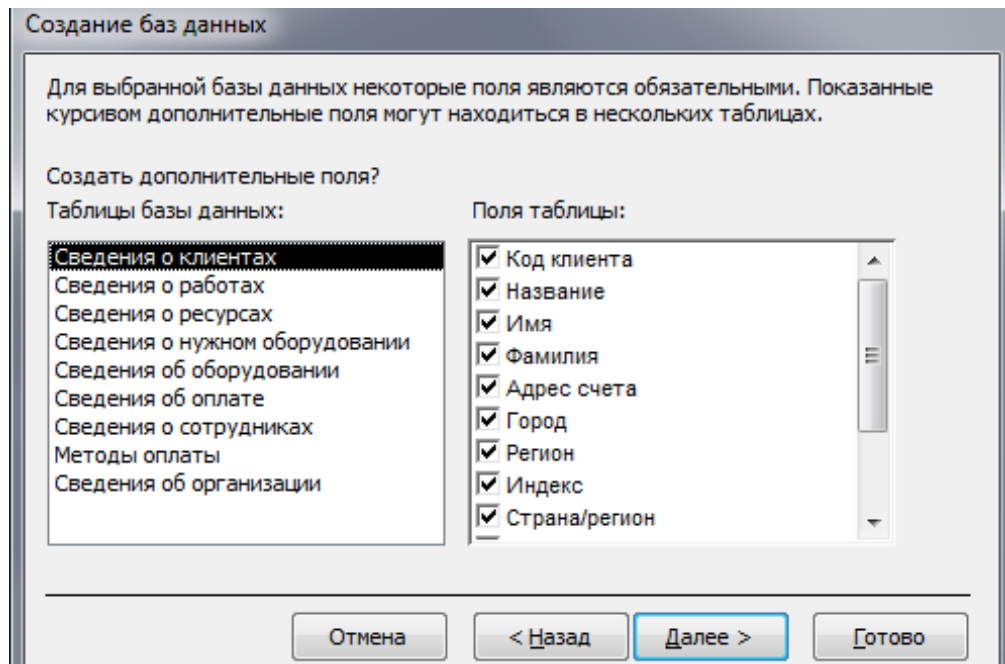 Создание баз данных
Для выбранной базы данных некоторые поля являются обязательными. Показанные
курсивом дополнительные поля могут находиться в нескольких таблицах.
Создать дополнительные поля?
Таблицы базы данных:
Поля таблицы:
Сведения о клиентах
Сведения о работах
Сведения о ресурсах
Сведения о нужном оборудовании
Сведения об оборудовании
Сведения об оплате
Сведения о сотрудниках
Методы оплаты
Сведения об организации
Код клиента
Название
Имя
Фамилия
Адрес счета
Город
Регион
Индекс
Страна/регион
Отмена
< Назад
Далее >
Готово